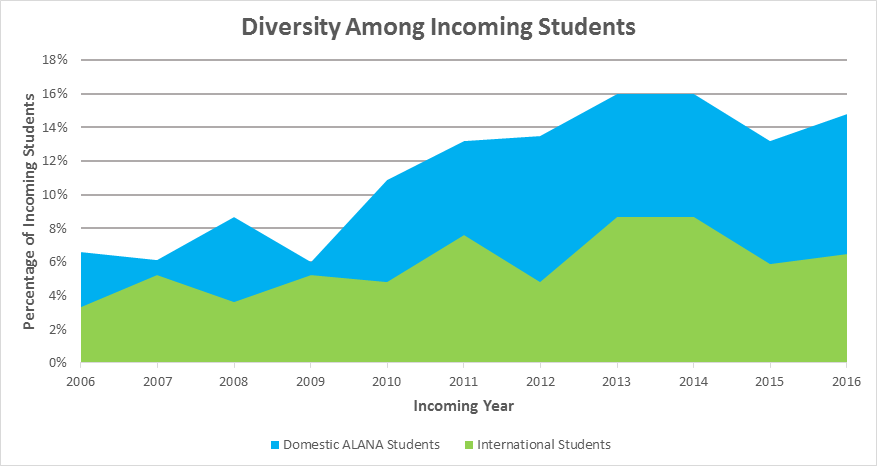 Diversity Among Incoming Students
Percentage of Incoming Students
18%
16%
14%
12%
10%
8%
6%
4%
2%
0%
2006 2007 2008 2009 2010 2011 2012 2013 2014 2015 2016
Incoming Year
Domestic ALANA Students International Students